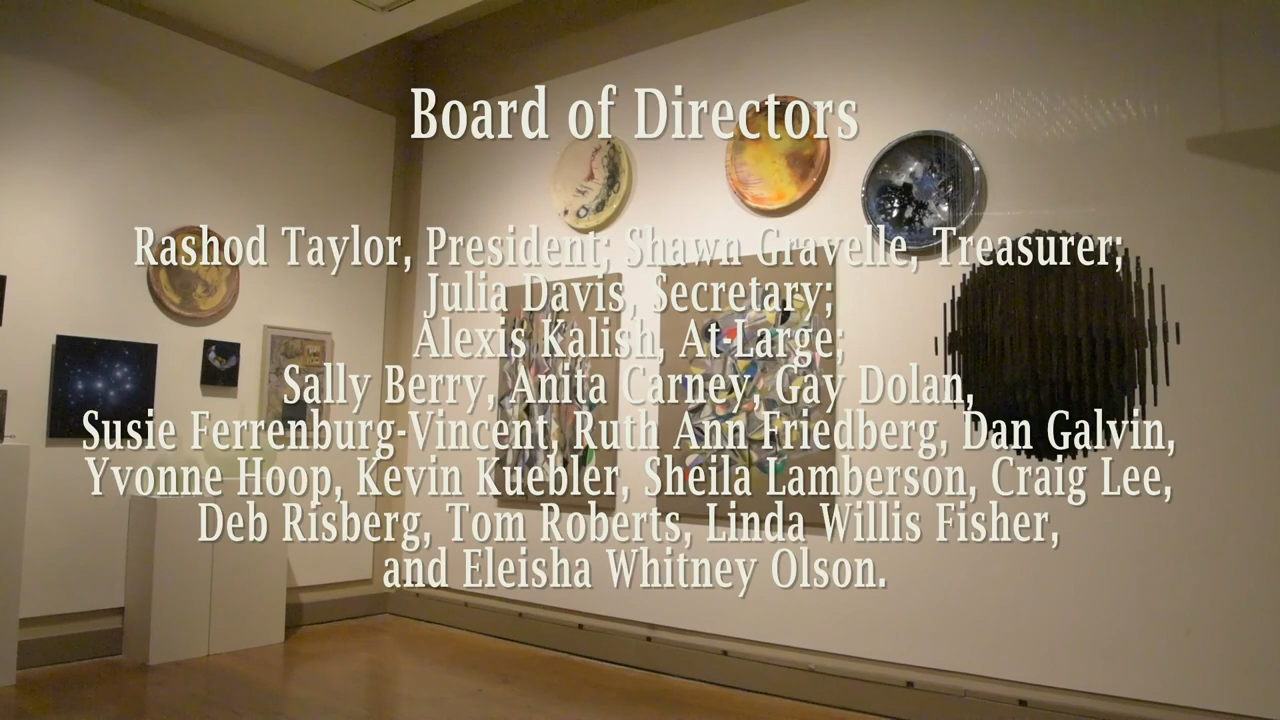 Board of Directors
Rashod Taylor, President; Shawn Gravelle, Treasurer;
Julia Davis, Secretary;
Alexis Kalish, At-Large;
Sally Berry, Anita Carney, Gay Dolan,
Susie Ferrenburg-Vincent, Ruth Ann Friedberg, Dan Galvin,
Yvonne Hoop, Kevin Kuebler, Sheila Lamberson, Craig Lee,
Deb Risberg, Tom Roberts, Linda Willis Fisher,
and Eleisha Whitney Olson.